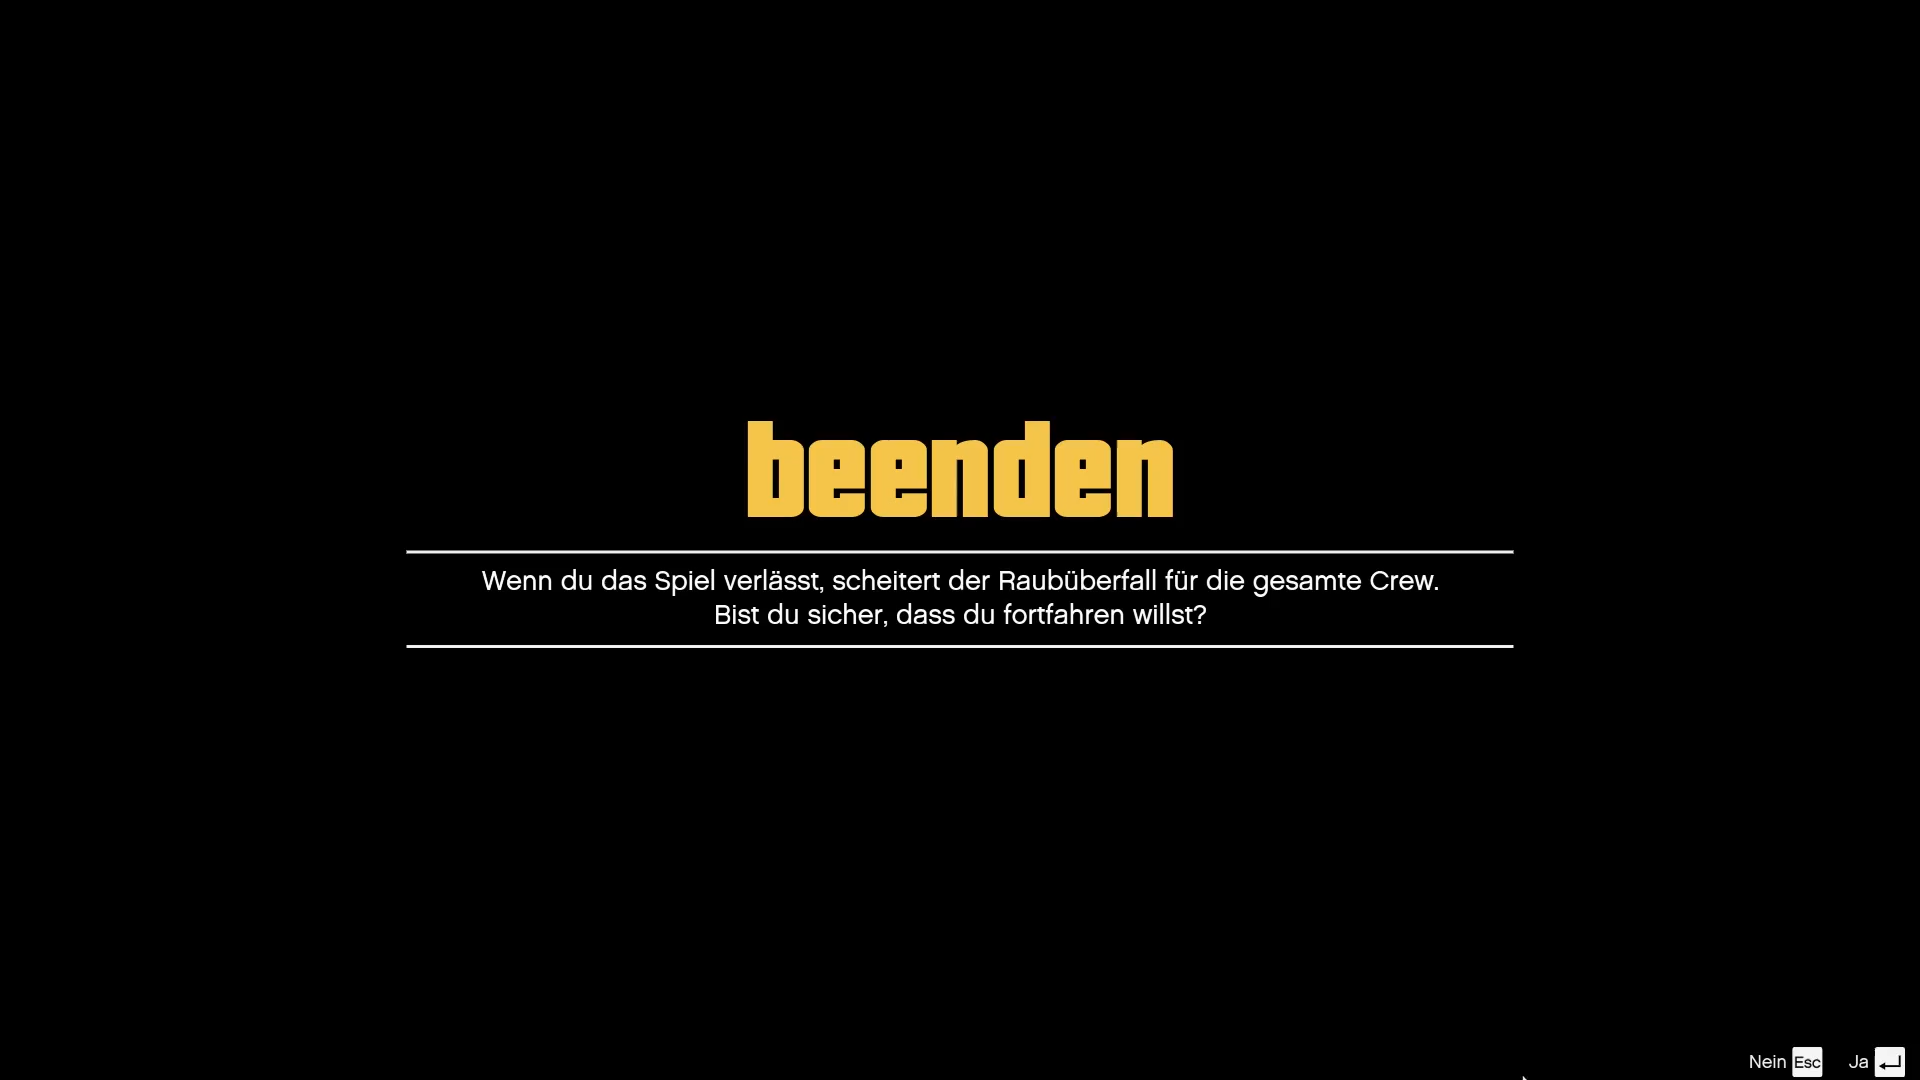 beenden
Wenn du das Spiel verlässt, scheitert der Raubüberfall für die gesamte Crew.
Bist du sicher, dass du fortfahren willst?
Nein Esc Ja